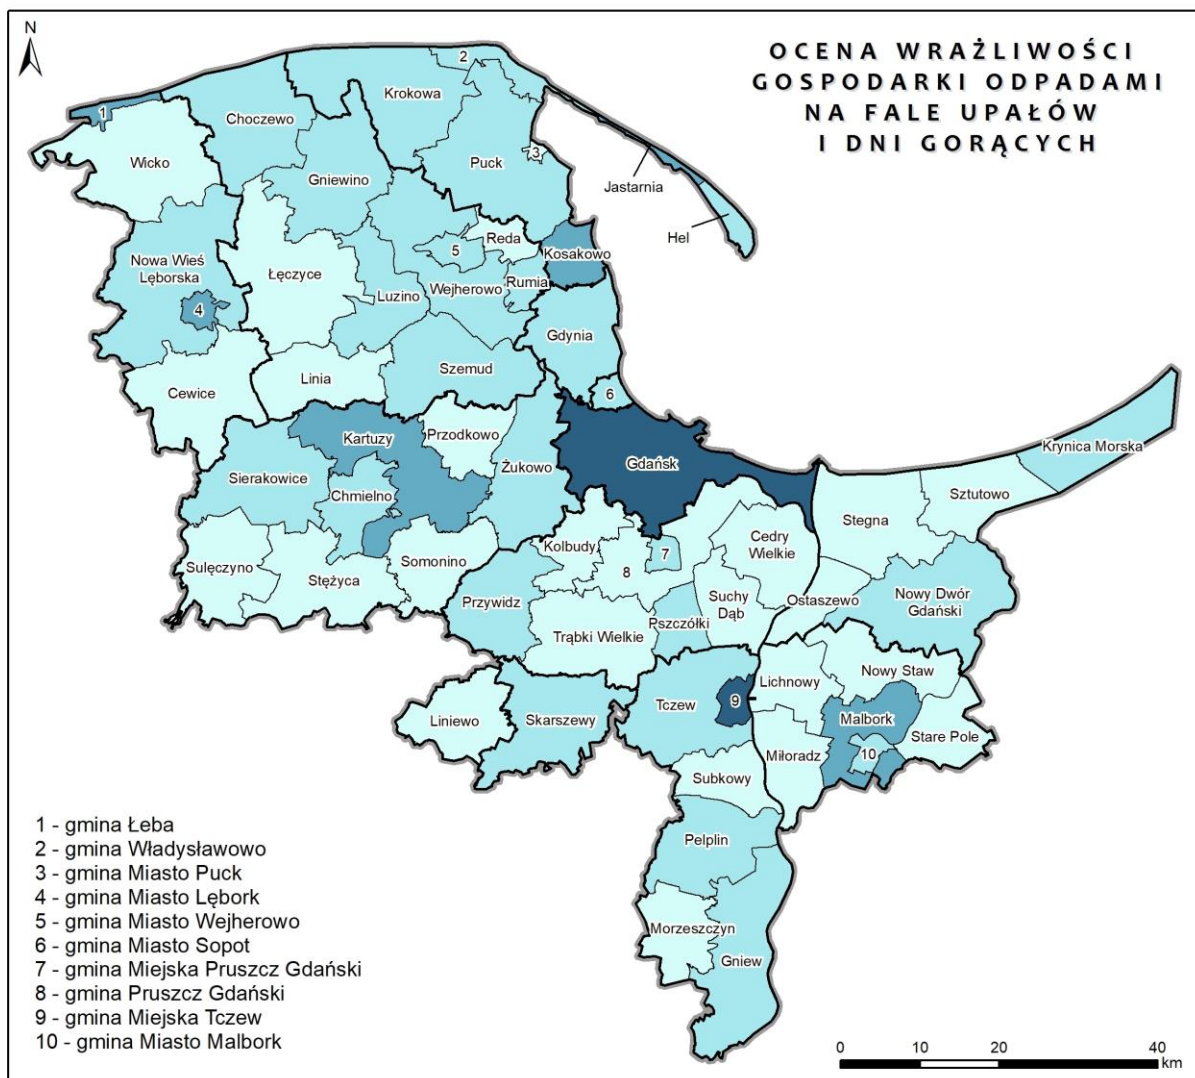 N
OCENA WRAŻLIWOŚCI
GOSPODARKI ODPADAMI
NA FALE UPAŁÓW
I DNI GORĄCYCH
2
Krokowa
1
Choczewo
Wicko
Puck
3
Gniewino
Jastarnia
Hel
Reda
5
Kosakowo
Nowa Wieś
Lęborska
Łęczyce
Luzino
Wejherowo
Rumia
4
Gdynia
Szemud
Linia
Cewice
6
Kartuzy
Przodkowo
Krynica Morska
Gdańsk
Żukowo
Sierakowice
Chmielno
Sztutowo
Stegna
Cedry
Wielkie
Kolbudy
7
Somonino
Sulęczyno
Stężyca
8
Przywidz
Suchy
Dąb
Ostaszewo
Nowy Dwór
Gdański
Pszczółki
Trąbki Wielkie
Nowy Staw
Lichnowy
Tczew
9
Liniewo
Skarszewy
Malbork
Stare Pole
Miłoradz
10
Subkowy
Pelplin
Morzeszczyn
Gniew
1 - gmina Łeba
2 - gmina Władysławowo
3 - gmina Miasto Puck
4 - gmina Miasto Lębork
5 - gmina Miasto Wejherowo
6 - gmina Miasto Sopot
7 - gmina Miejska Pruszcz Gdański
8 - gmina Pruszcz Gdański
9 - gmina Miejska Tczew
10 - gmina Miasto Malbork
0 10 20 40
km